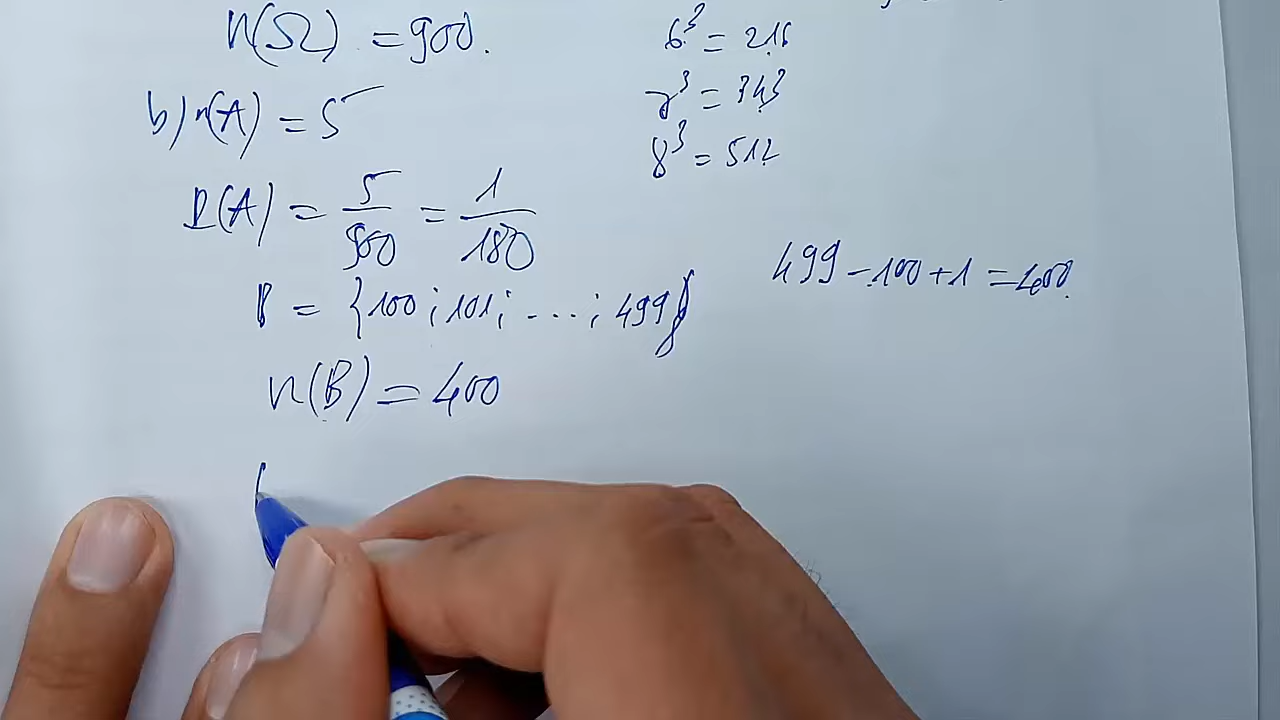 n(Ω) = 900.
b) n(A) = 5
P(A) = 5/900 = 1/180
B = {100; 101; ...; 499}
n(B) = 400
6³ = 216
7³ = 343
8³ = 512
499 - 100 + 1 = 400.